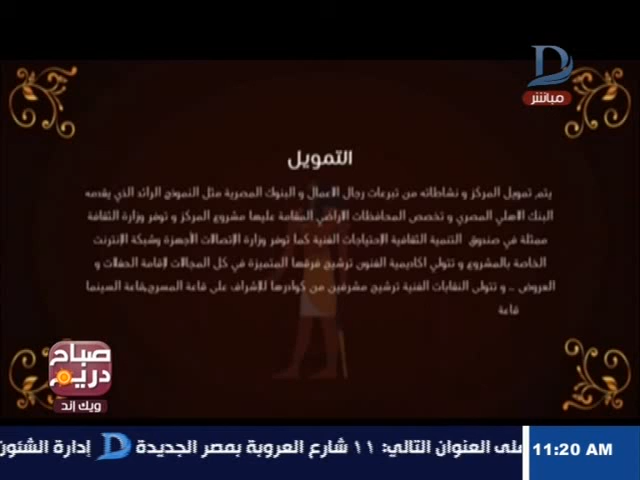 مباشر
التمويل
يتم تمويل المركز و نشاطاته من تبرعات رجال الاعمال و البنوك المصرية مثل النموذج الرائد الذي يقدمه
البنك الاهلي المصري و تخصص المحافظات الاراضي المقامة عليها مشروع المركز و توفر وزارة الثقافة
ممثلة في صندوق التنمية الثقافية الإحتياجات الفنية كما توفر وزارة الإتصالات الأجهزة وشبكة الإنترنت
الخاصة بالمشروع و تتولي اكاديمية الفنون ترشيح فرقها المتميزة في كل المجالات لإقامة الحفلات و
العروض .. و تتولى النقابات الفنية ترشيح مشرفين من كوادرها للإشراف على قاعة المسرح,قاعة السينما
قاعة
صباح
دريم
ويك إند
على العنوان التالي: ١١ شارع العروبة بمصر الجديدة إدارة الشئون
11:20 AM